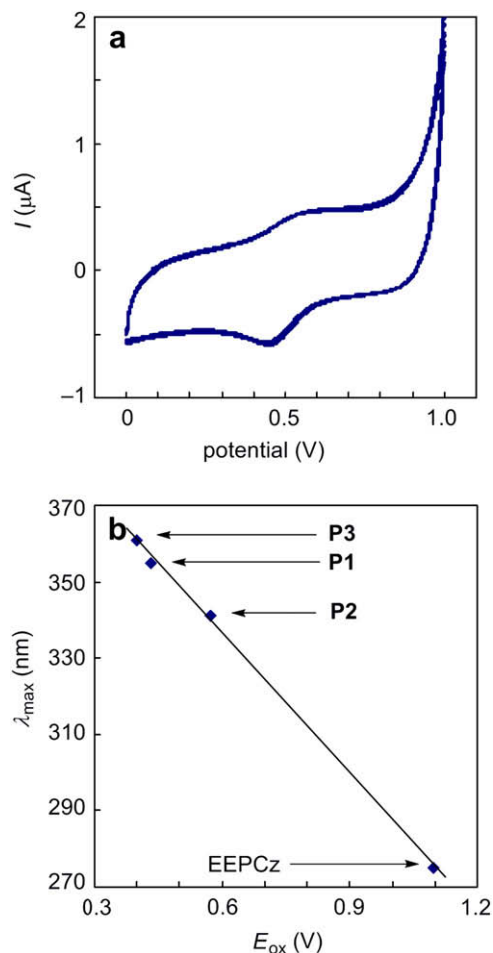 a
2
1
0
–1
I (μA)
0
0.5
1.0
potential (V)
b
370
350
330
310
290
270
λmax (nm)
P3
P1
P2
EEPCz
0.3
0.6
0.9
1.2
Eox (V)